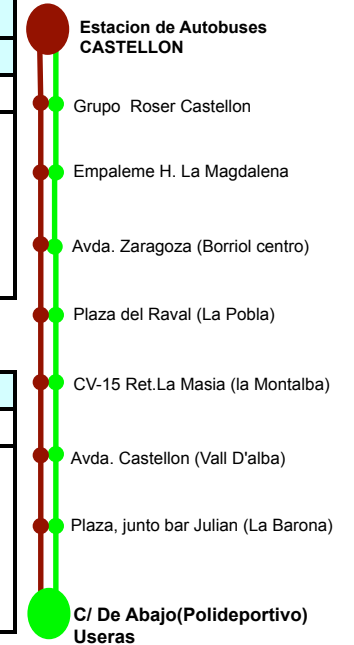 Estacion de Autobuses
CASTELLON
Grupo Roser Castellon
Empaleme H. La Magdalena
Avda. Zaragoza (Borriol centro)
Plaza del Raval (La Pobla)
CV-15 Ret.La Masia (la Montalba)
Avda. Castellon (Vall D'alba)
Plaza, junto bar Julian (La Barona)
C/ De Abajo(Polideportivo)
Useras